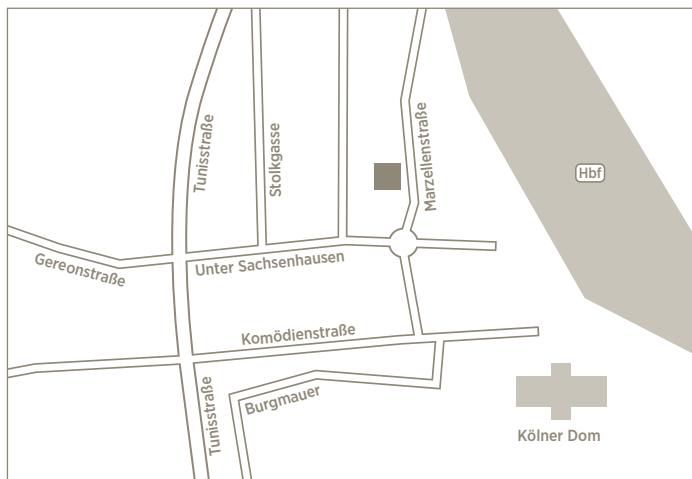 Tunisstraße
Stolkgasse
Marzellenstraße
Hbf
Gereonstraße
Unter Sachsenhausen
Komödienstraße
Tunisstraße
Burgmauer
Kölner Dom